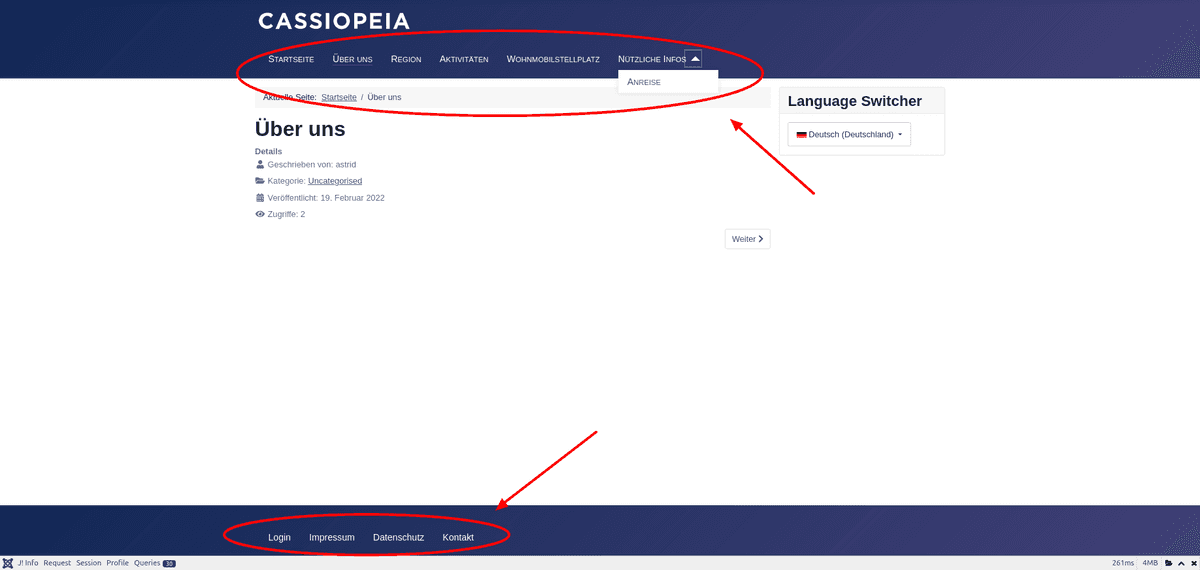 CASSIOPEIA
Startseite Über uns Region Aktivitäten Wohnmobilstellplatz Nützliche Infos
Anreise
Aktuelle Seite: Startseite / Über uns
Language Switcher
Deutsch (Deutschland)
Über uns
Details
Geschrieben von: astrid
Kategorie: Uncategorised
Veröffentlicht: 19. Februar 2022
Zugriffe: 2
Weiter
Login Impressum Datenschutz Kontakt
J! Info Request Session Profile Queries 30 261ms 4MB